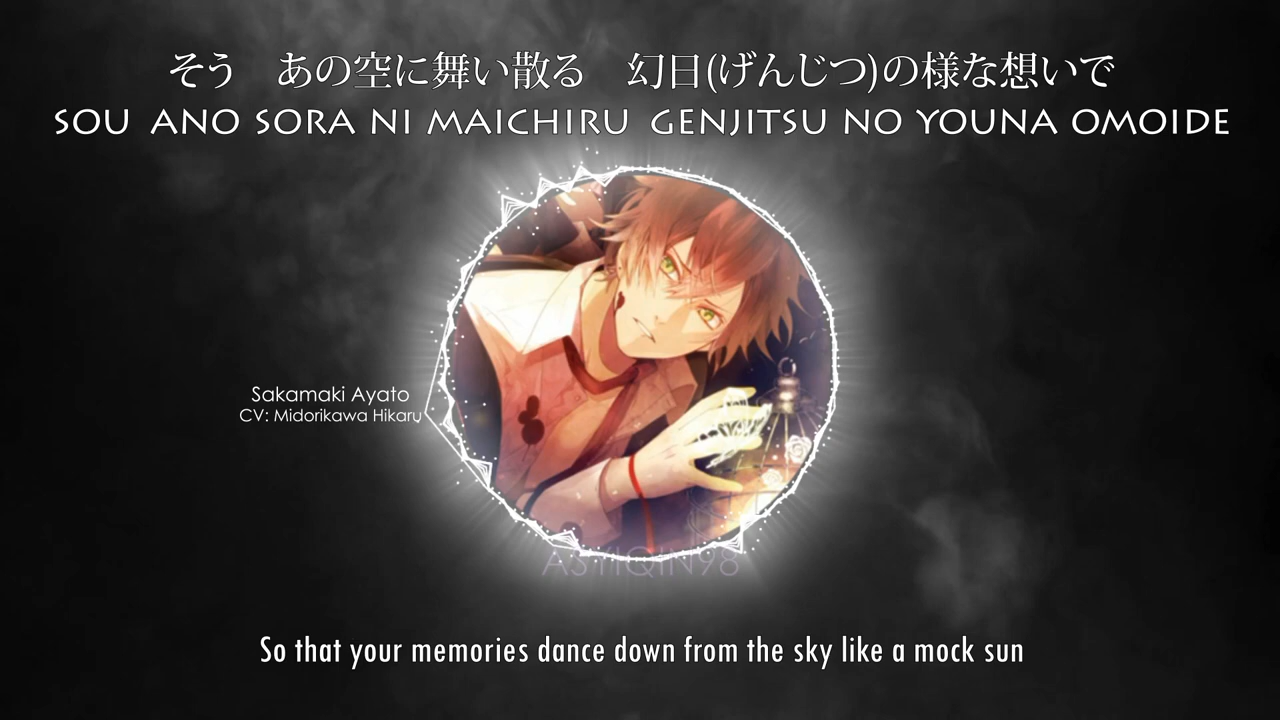 そう　あの空に舞い散る　幻日(げんじつ)の様な想いで
SOU ANO SORA NI MAICHIRU GENJITSU NO YOUNA OMOIDE
Sakamaki Ayato
CV: Midorikawa Hikaru
ASYIQIN98
So that your memories dance down from the sky like a mock sun